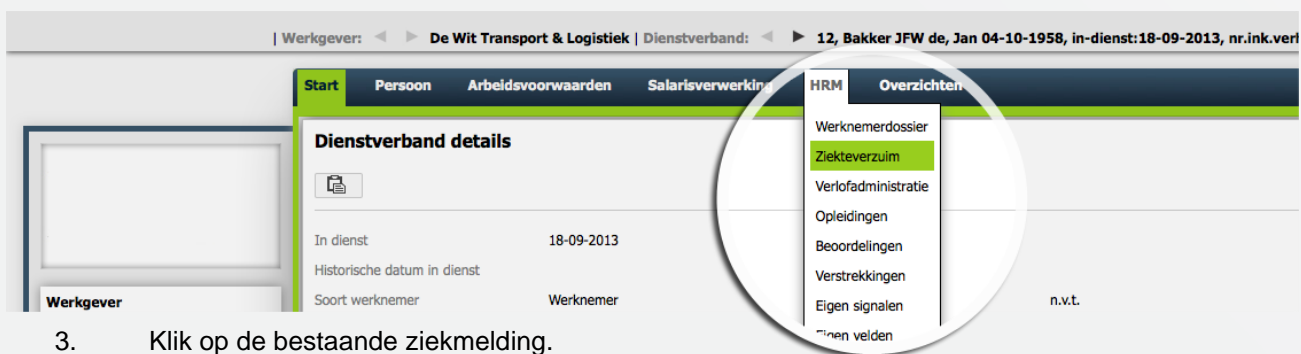 | Werkgever: De Wit Transport & Logistiek | Dienstverband: 12, Bakker JFW de, Jan 04-10-1958, in-dienst:18-09-2013, nr.ink.verh
Start Persoon Arbeidsvoorwaarden Salarisverwerking HRM Overzichten
Werknemerdossier
Dienstverband details
Ziekteverzuim
Verlofadministratie
Opleidingen
In dienst 18-09-2013
Beoordelingen
Historische datum in dienst
Verstrekkingen
Werkgever
Soort werknemer Werknemer n.v.t.
Eigen signalen
Eigen velden
3. Klik op de bestaande ziekmelding.